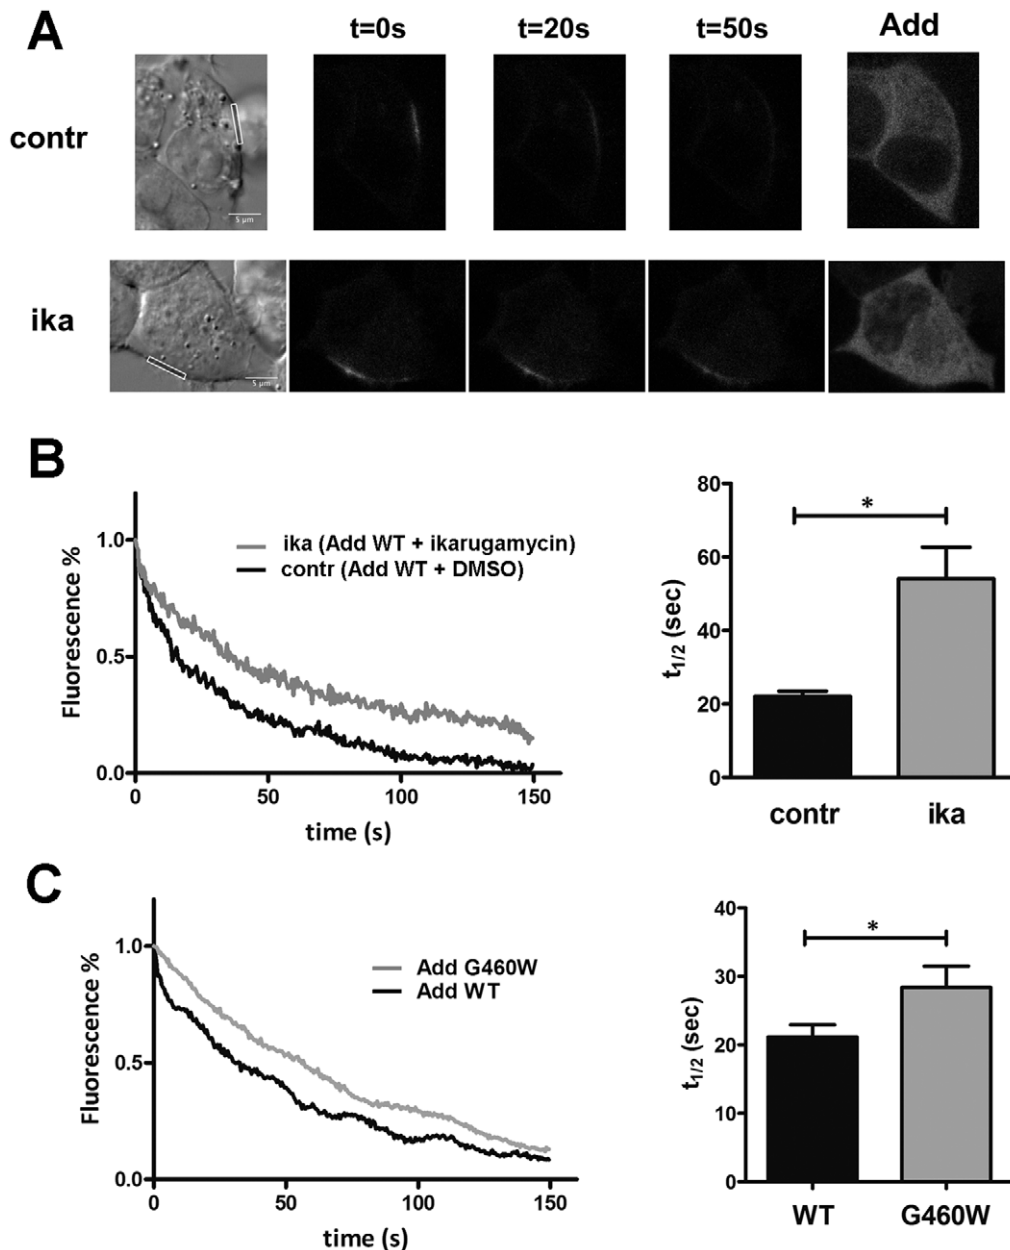 A
t=0s t=20s t=50s Add
contr
5 µm
ika
5 µm
B
Fluorescence %
1.0
0.5
0.0
0 50 100 150
time (s)
ika (Add WT + ikarugamycin)
contr (Add WT + DMSO)
t1/2 (sec)
80
60
40
20
0
*
contr ika
C
Fluorescence %
1.0
0.5
0.0
0 50 100 150
time (s)
Add G460W
Add WT
t1/2 (sec)
40
30
20
10
0
*
WT G460W